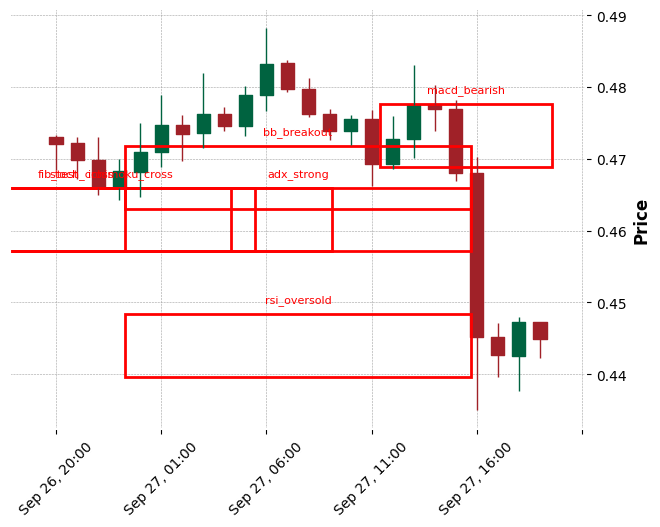 0.49
0.48
macd_bearish
bb_breakout
0.47
adx_strong
0.46
Price
rsi_oversold
0.45
0.44
Sep 26, 20:00
Sep 27, 01:00
Sep 27, 06:00
Sep 27, 11:00
Sep 27, 16:00